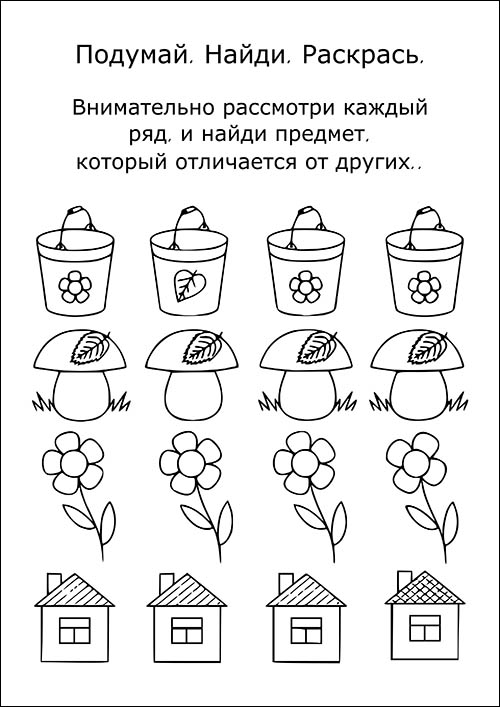 Подумай. Найди. Раскрась.
Внимательно рассмотри каждый
ряд, и найди предмет,
который отличается от других..